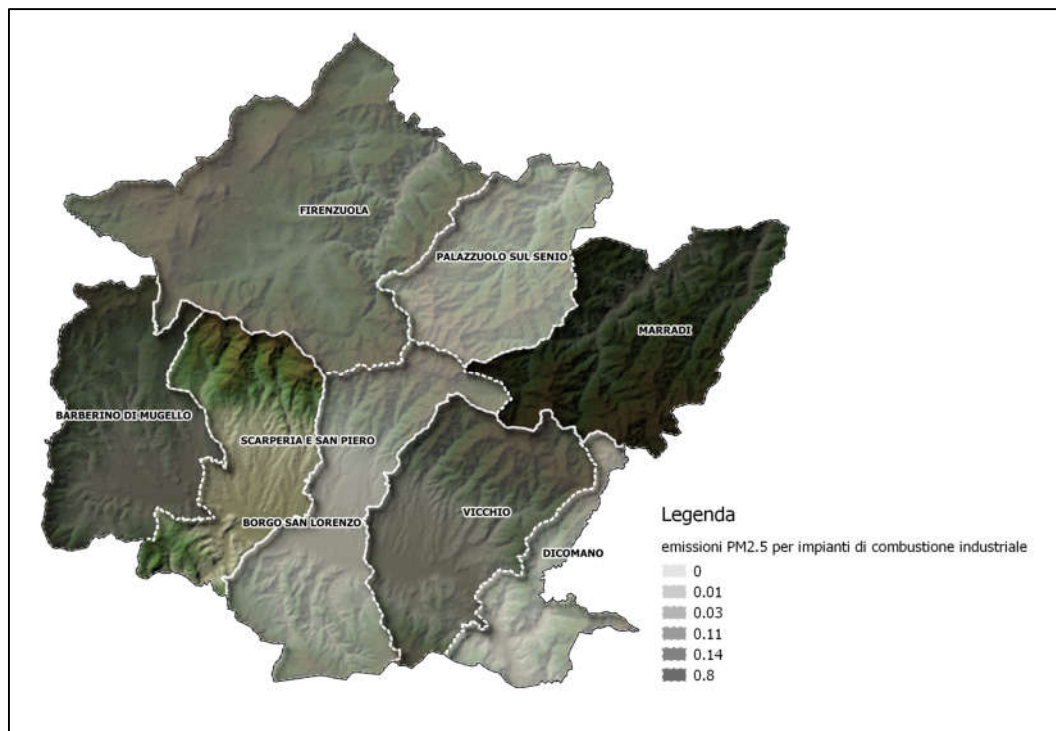 FIRENZUOLA
PALAZZUOLO SUL SENIO
MARRADI
BARBERINO DI MUGELLO
SCARPERIA E SAN PIERO
BORGO SAN LORENZO
VICCHIO
DICOMANO
Legenda
emissioni PM2.5 per impianti di combustione industriale
0
0.01
0.03
0.11
0.14
0.8